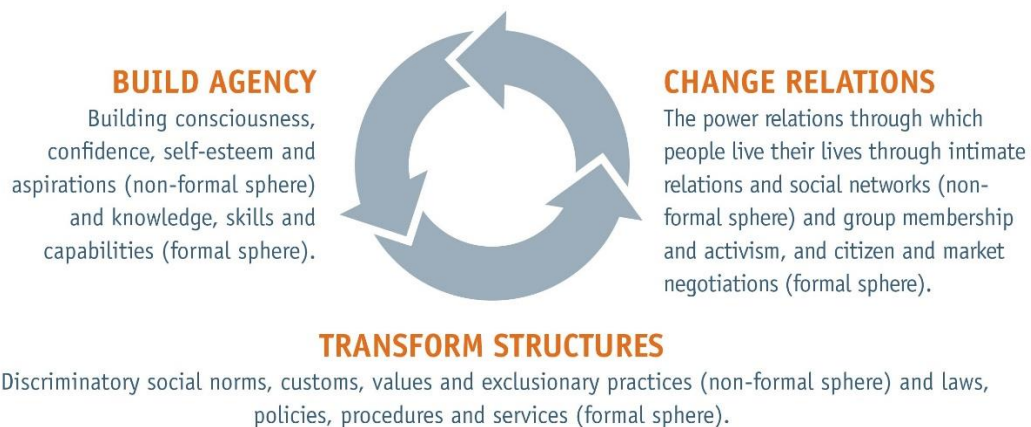 BUILD AGENCY
Building consciousness,
confidence, self-esteem and
aspirations (non-formal sphere)
and knowledge, skills and
capabilities (formal sphere).
CHANGE RELATIONS
The power relations through which
people live their lives through intimate
relations and social networks (non-
formal sphere) and group membership
and activism, and citizen and market
negotiations (formal sphere).
TRANSFORM STRUCTURES
Discriminatory social norms, customs, values and exclusionary practices (non-formal sphere) and laws,
policies, procedures and services (formal sphere).